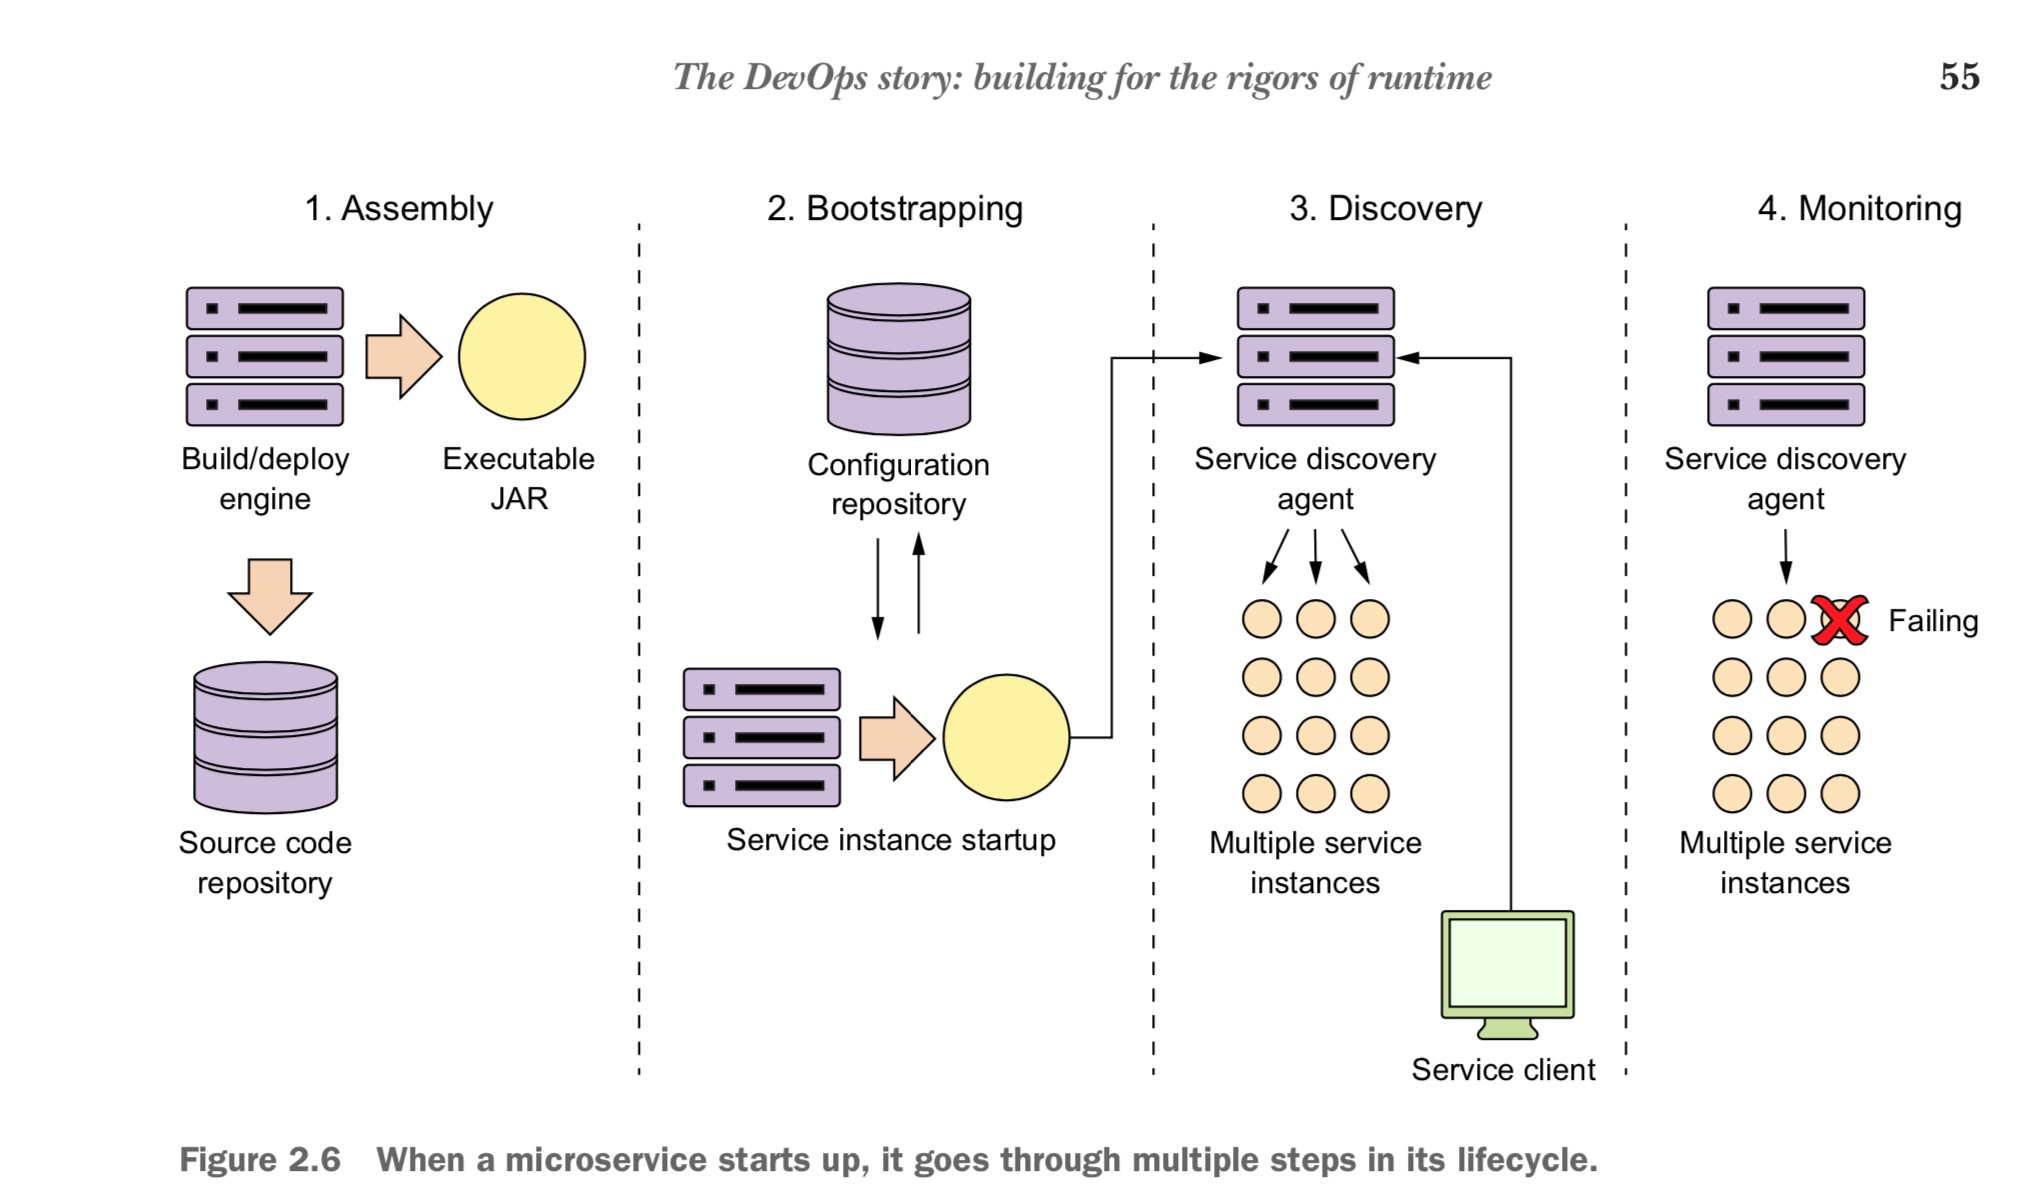 The DevOps story: building for the rigors of runtime
55
1. Assembly
Build/deploy
engine
Executable
JAR
Source code
repository
2. Bootstrapping
Configuration
repository
Service instance startup
3. Discovery
Service discovery
agent
Multiple service
instances
Service client
4. Monitoring
Service discovery
agent
Failing
Multiple service
instances
Figure 2.6 When a microservice starts up, it goes through multiple steps in its lifecycle.